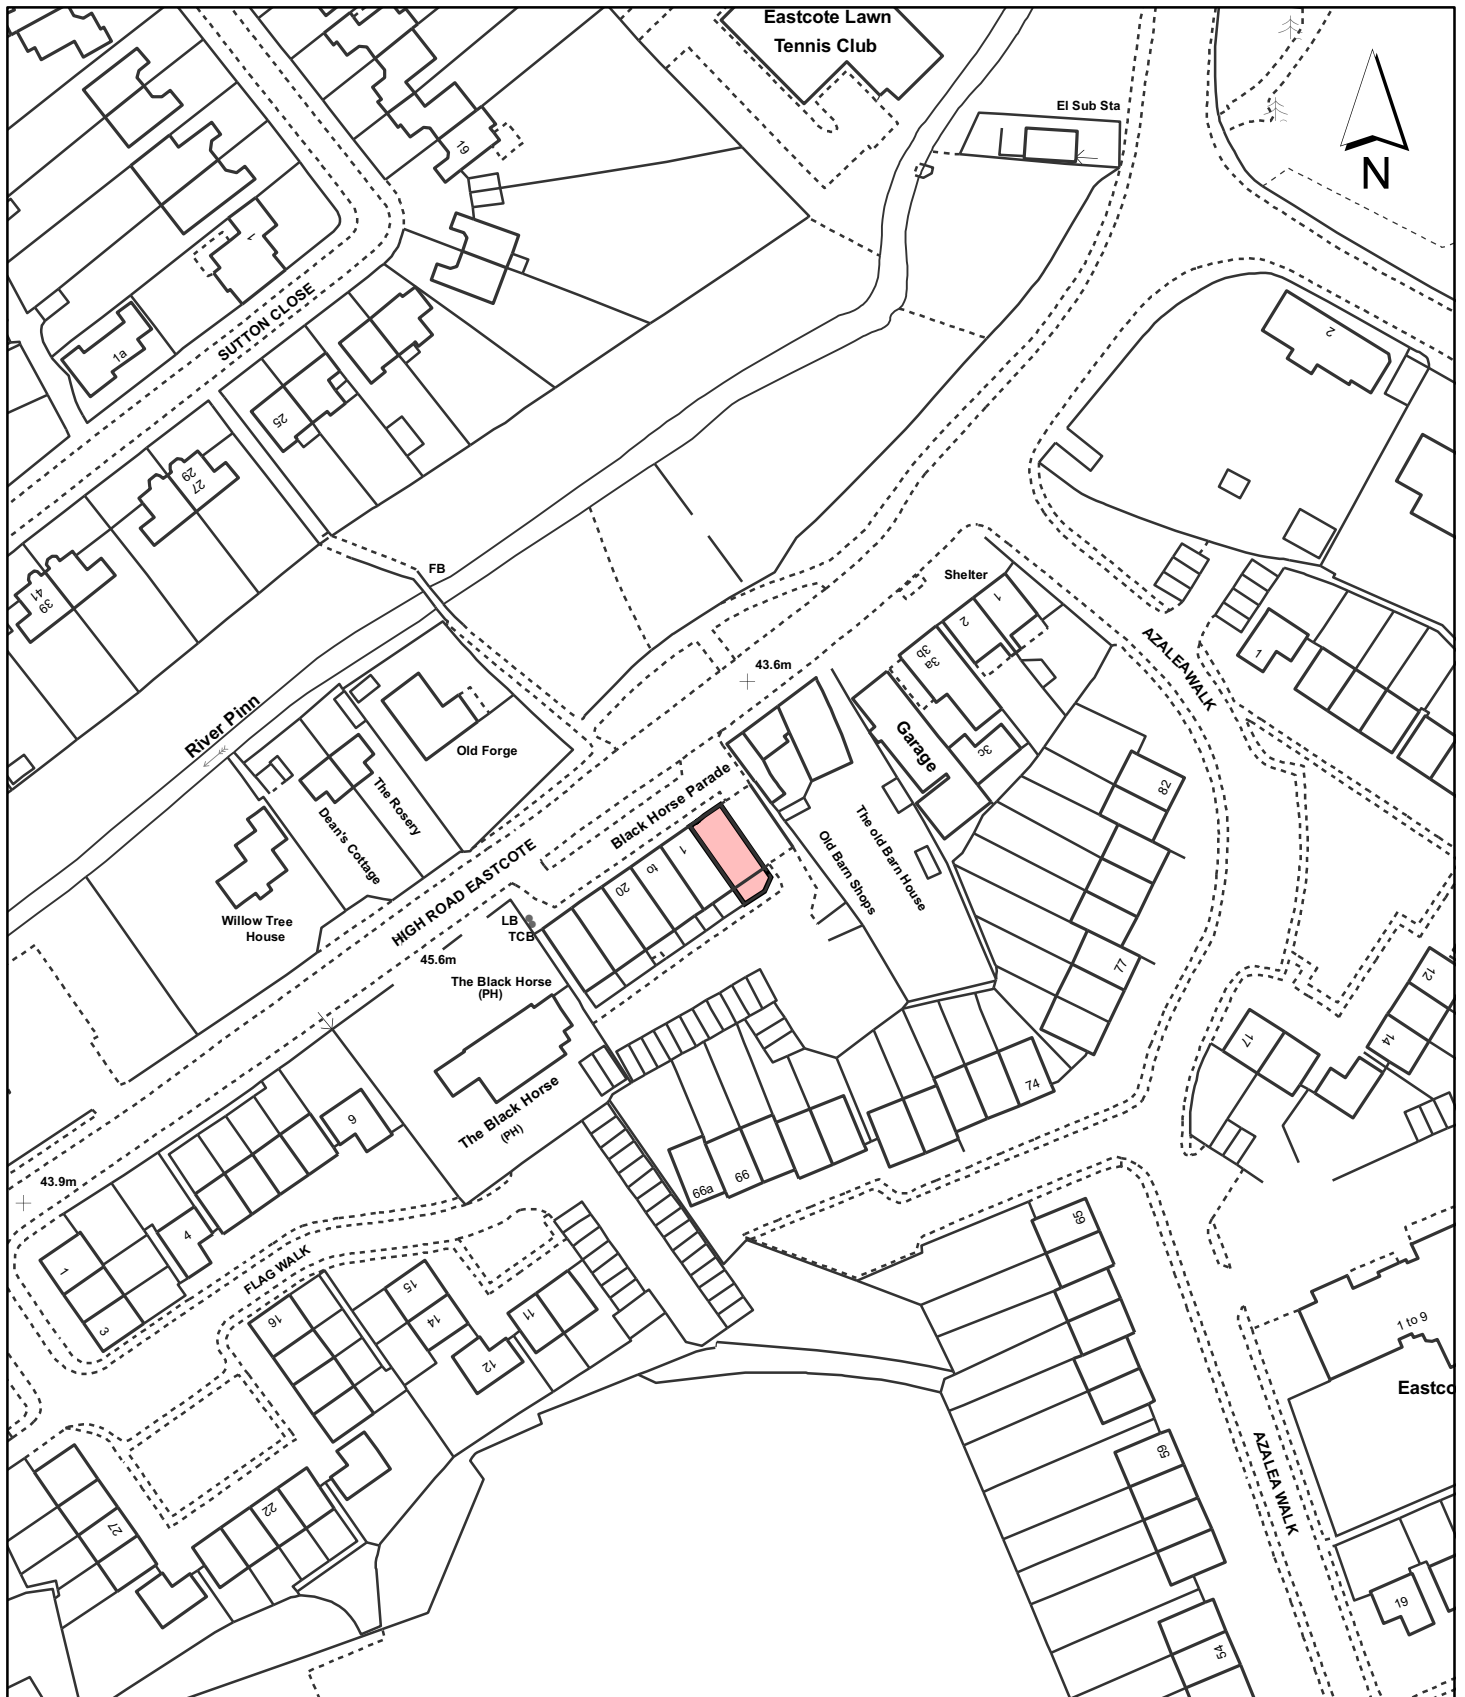 Eastcote Lawn
Tennis Club
El Sub Sta
N
19
1
1a
SUTTON CLOSE
2
25
29
27
39
41
FB
Shelter
1
2
3b
3a
3c
AZALEA WALK
1
43.6m
River Pinn
Old Forge
The Rosery
Dean's Cottage
Garage
82
Black Horse Parade
1
to
20
Old Barn Shops
The old Barn House
Willow Tree
House
HIGH ROAD EASTCOTE
LB
TCB
45.6m
The Black Horse
(PH)
77
12
14
17
The Black Horse
(PH)
74
9
69a
69
43.9m
4
1
3
FLAG WALK
65
16
15
14
11
12
1 to 9
Eastco
59
AZALEA WALK
22
27
19
54